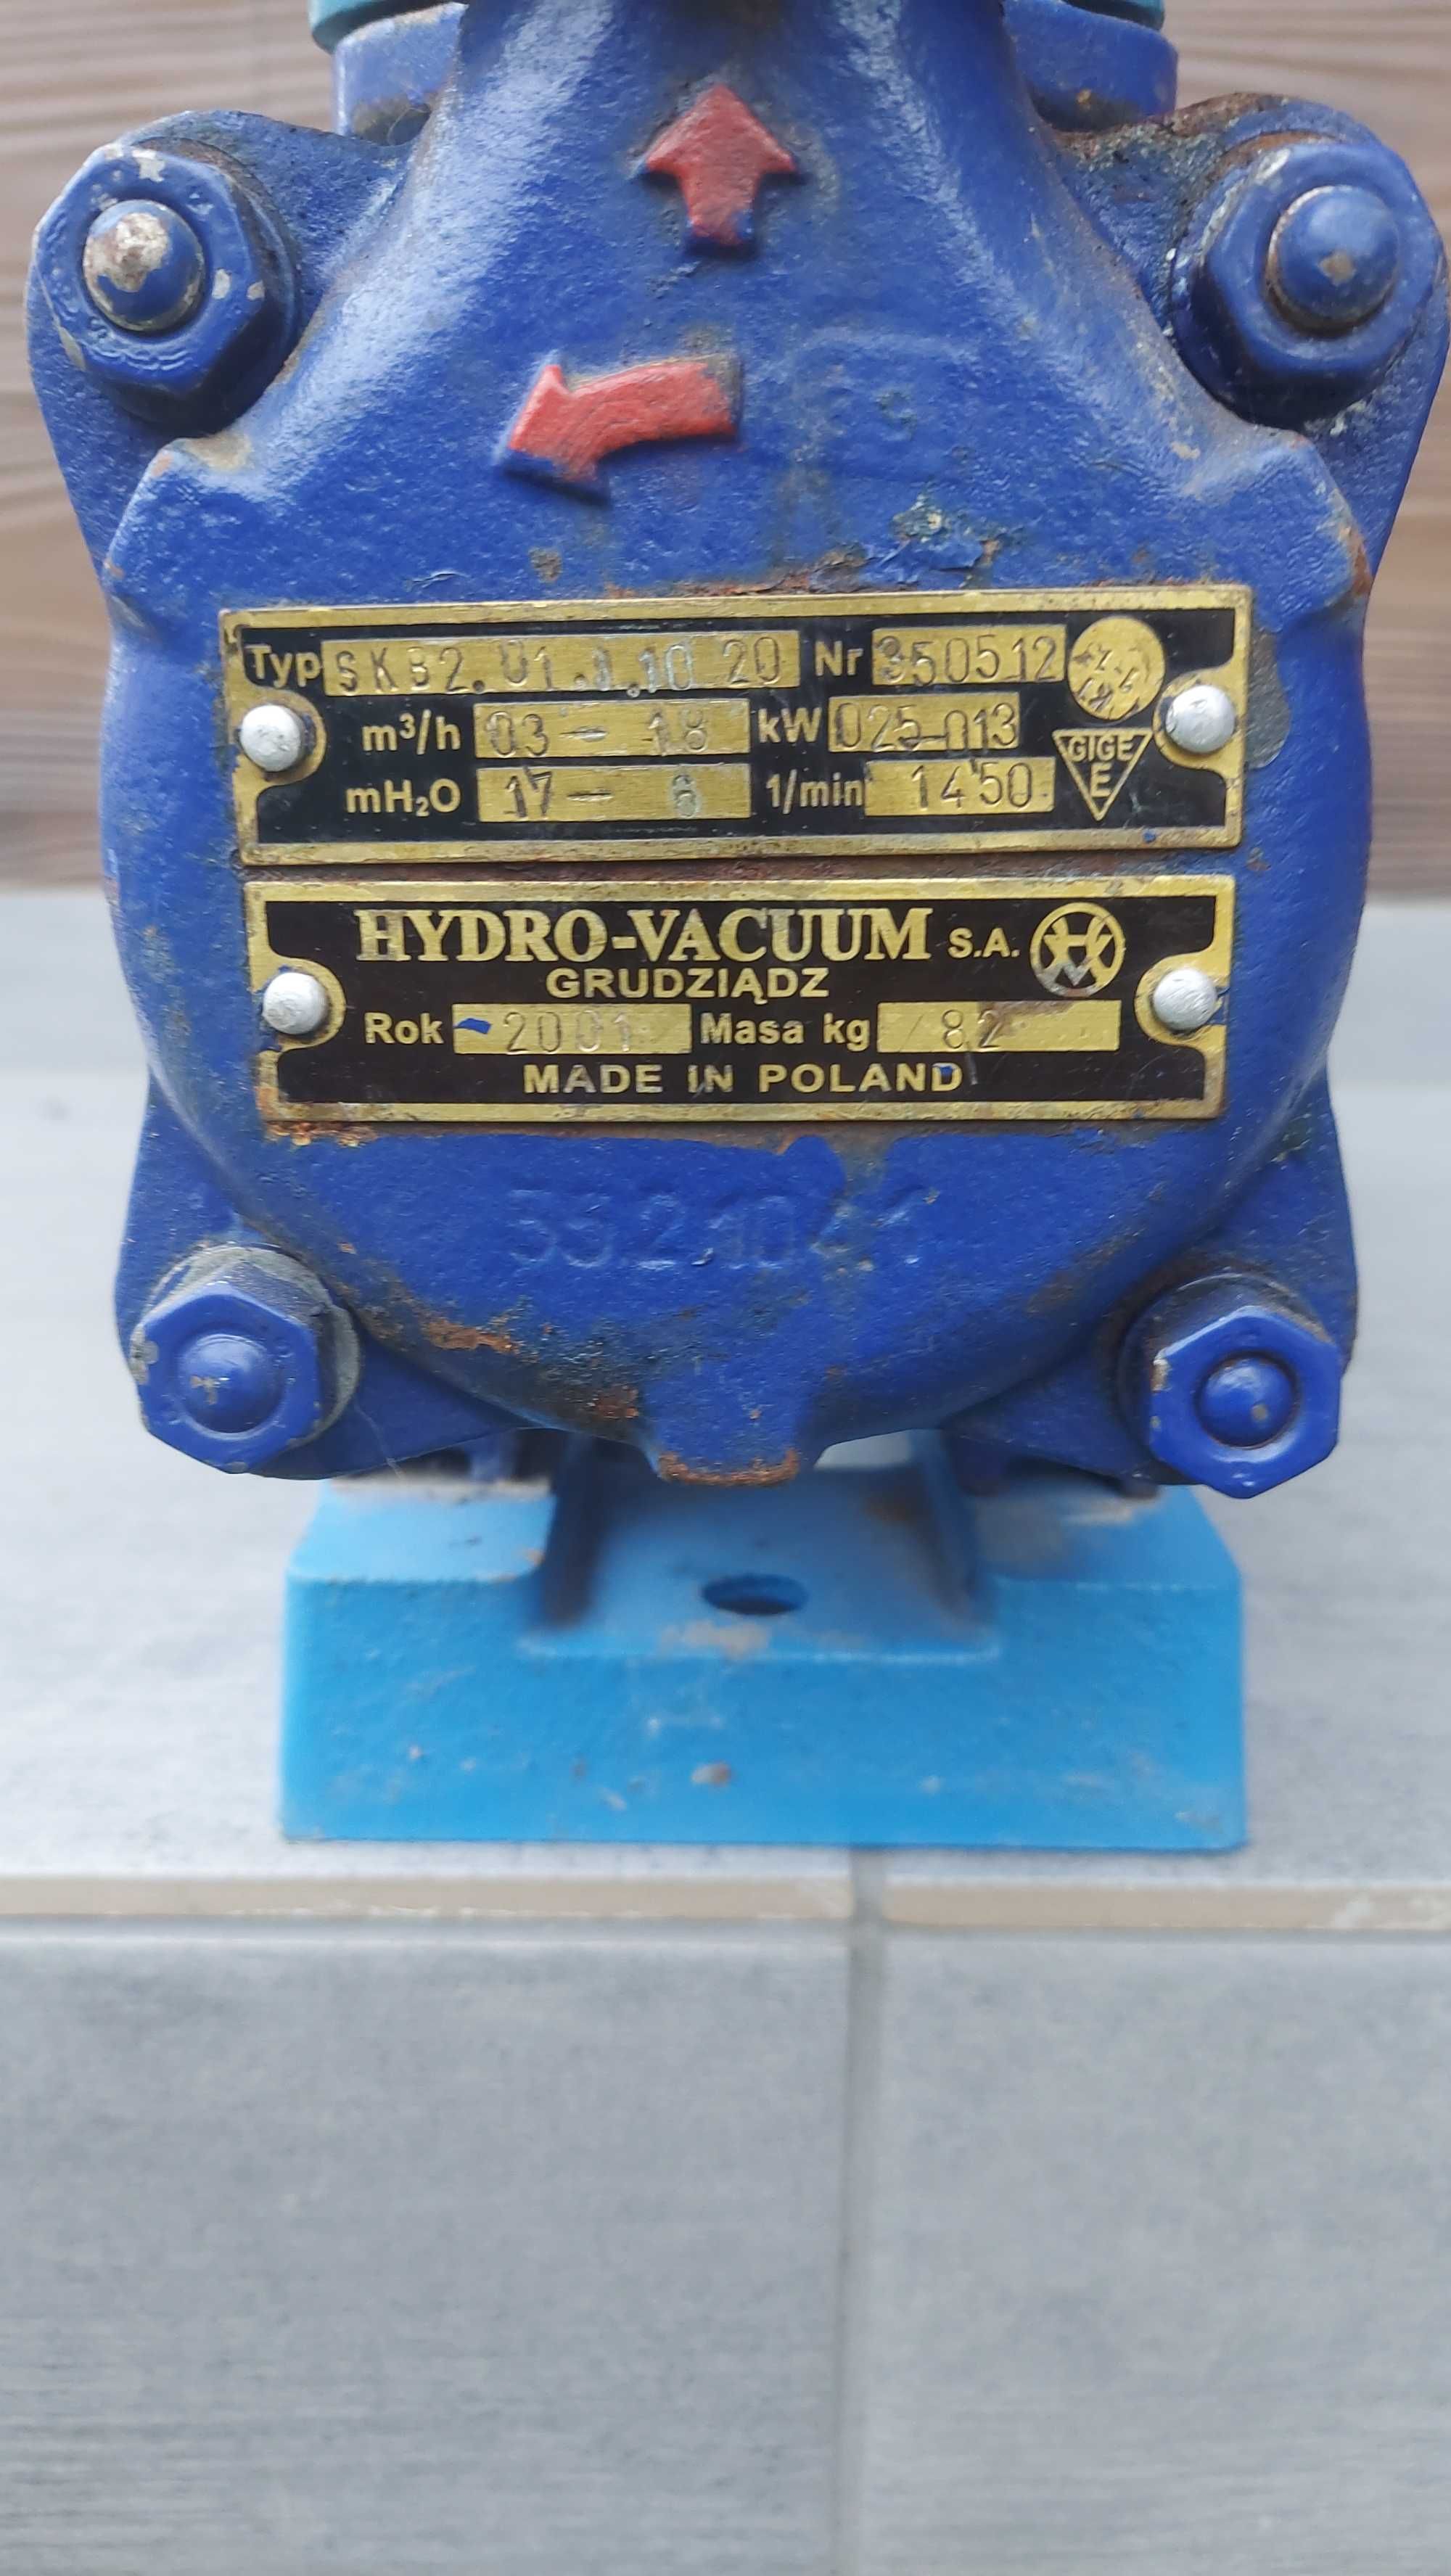 Typ SKB2.01.1.10 20 Nr 350512
m³/h 03 - 18 kW 025-013
mH₂O 17 - 6 1/min 1450
GIGE
E
HYDRO-VACUUM S.A.
GRUDZIĄDZ
Rok 2001 Masa kg 82
MADE IN POLAND